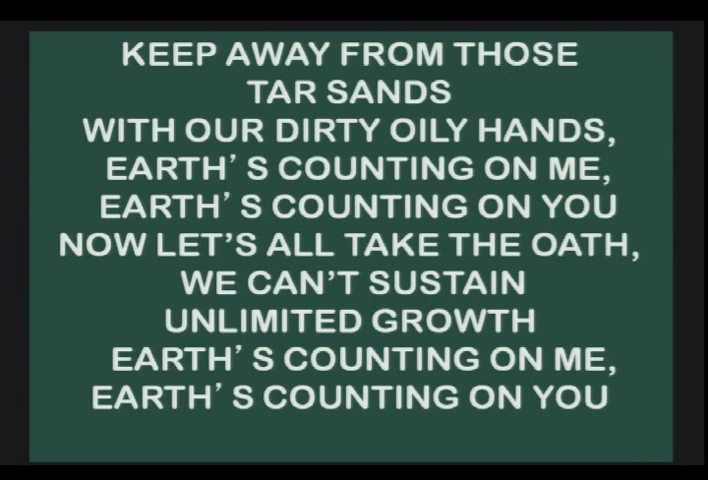 KEEP AWAY FROM THOSE
TAR SANDS
WITH OUR DIRTY OILY HANDS,
EARTH’ S COUNTING ON ME,
EARTH’ S COUNTING ON YOU
NOW LET’S ALL TAKE THE OATH,
WE CAN’T SUSTAIN
UNLIMITED GROWTH
EARTH’ S COUNTING ON ME,
EARTH’ S COUNTING ON YOU